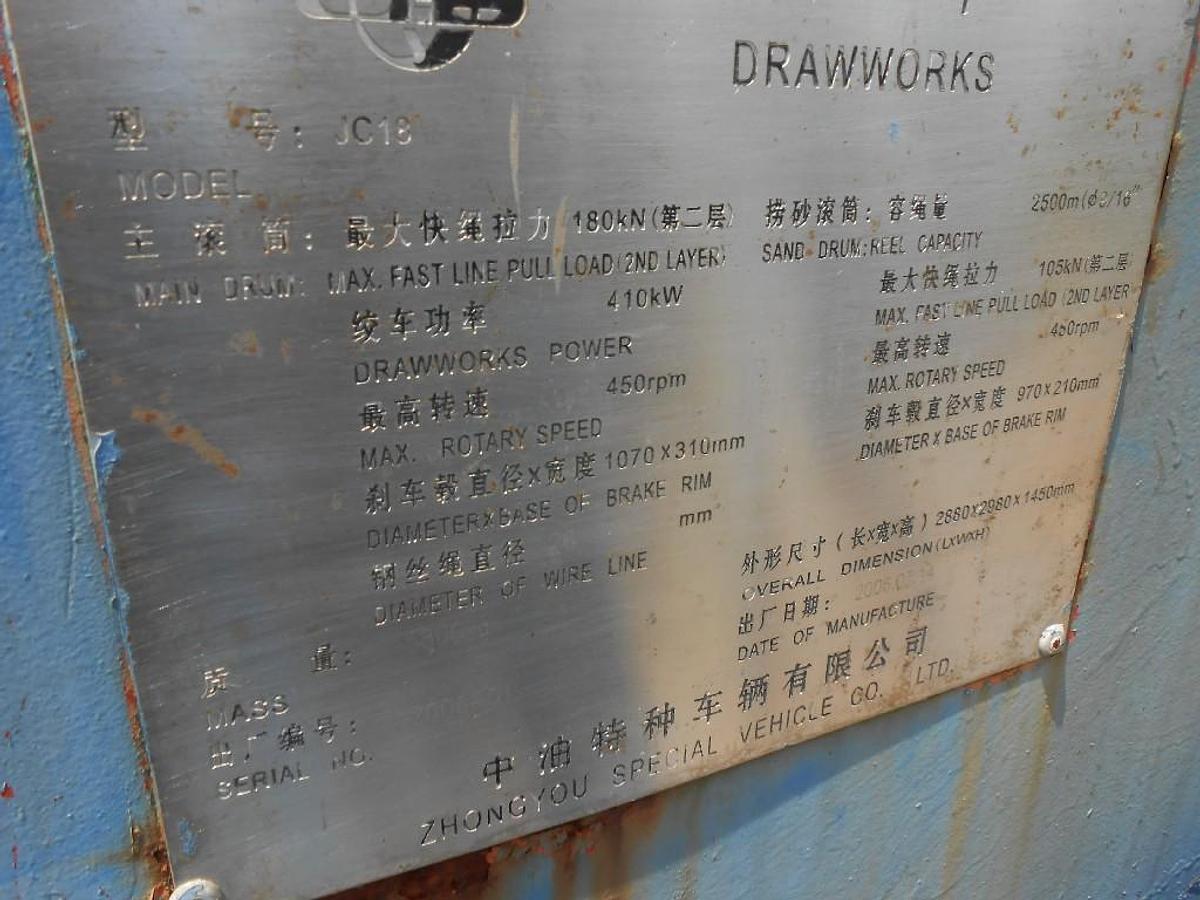 DRAWWORKS
型 号: JC18
MODEL
主 滚 筒: 最大快绳拉力 180kN(第二层)
MAIN DRUM: MAX. FAST LINE PULL LOAD(2ND LAYER)
绞车功率 410kW
DRAWWORKS POWER
最高转速 450rpm
MAX. ROTARY SPEED
刹车毂直径X宽度 1070x310mm
DIAMETERXBASE OF BRAKE RIM
钢丝绳直径 mm
DIAMETER OF WIRE LINE
捞砂滚筒: 容绳量 2500m
SAND DRUM:REEL CAPACITY
最大快绳拉力 105kN(第二层
MAX. FAST LINE PULL LOAD (2ND LAYER
最高转速 450rpm
MAX. ROTARY SPEED
刹车毂直径x宽度 970x210mm
DIAMETER X BASE OF BRAKE RIM
外形尺寸(长x宽x高) 2880x2980x1450mm
OVERALL DIMENSION(LXWXH)
出厂日期:
DATE OF MANUFACTURE
质 量:
MASS
出厂编号:
SERIAL NO.
中油特种车辆有限公司
ZHONGYOU SPECIAL VEHICLE CO. LTD.